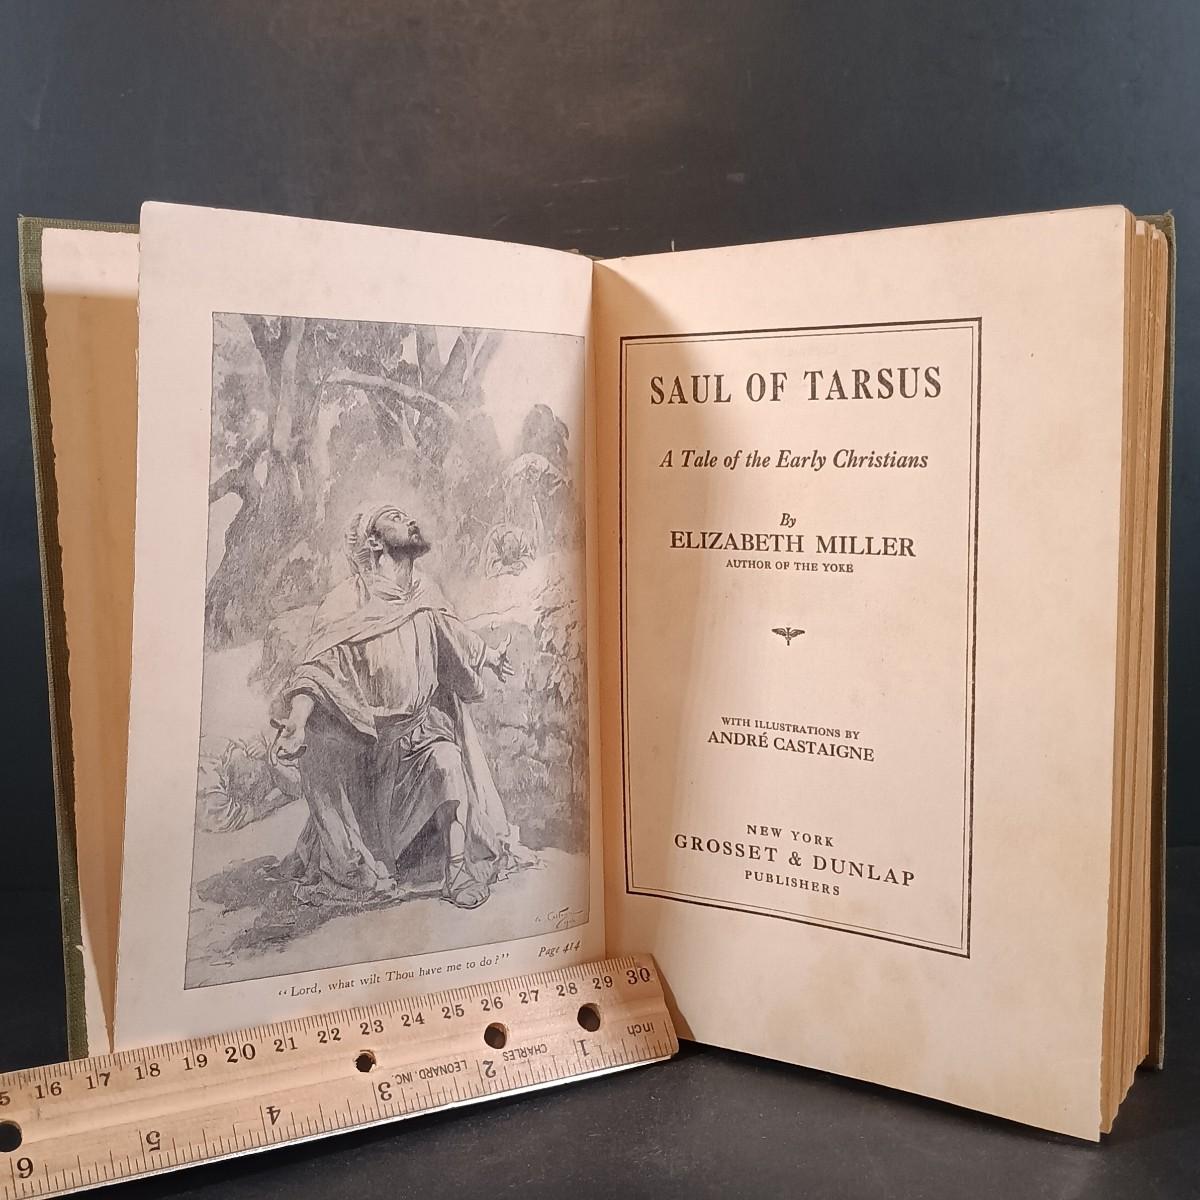 "Lord, what wilt Thou have me to do?"
Page 414
SAUL OF TARSUS
A Tale of the Early Christians
By
ELIZABETH MILLER
AUTHOR OF THE YOKE
WITH ILLUSTRATIONS BY
ANDRÉ CASTAIGNE
NEW YORK
GROSSET & DUNLAP
PUBLISHERS
16 17 18 19 20 21 22 23 24 25 26 27 28 29 30
inch 1 2 3 4 5 6
CHARLES LEONARD, INC.